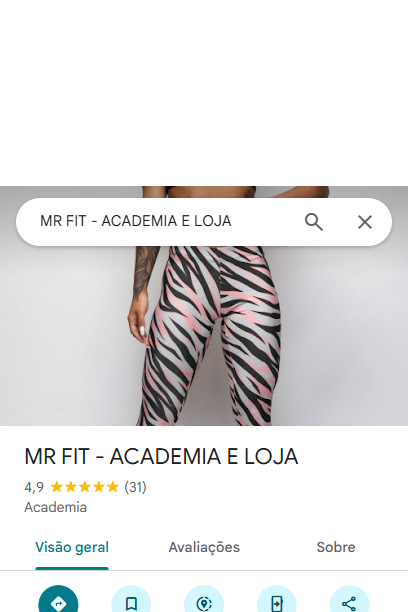 MR FIT - ACADEMIA E LOJA
MR FIT - ACADEMIA E LOJA
4,9 (31)
Academia
Visão geral Avaliações Sobre